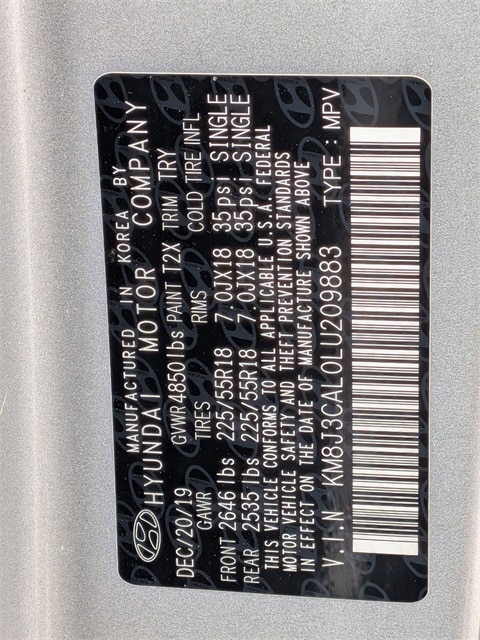 MANUFACTURED IN KOREA BY
HYUNDAI MOTOR COMPANY
DEC/20/19 GVWR 4850lbs PAINT T2X TRIM TRY
GAWR TIRES RIMS COLD TIRE INFL
FRONT 2646 lbs 225/55R18 7.0JX18 35psi SINGLE
REAR 2535 lbs 225/55R18 7.0JX18 35psi SINGLE
THIS VEHICLE CONFORMS TO ALL APPLICABLE U.S.A. FEDERAL
MOTOR VEHICLE SAFETY AND THEFT PREVENTION STANDARDS
IN EFFECT ON THE DATE OF MANUFACTURE SHOWN ABOVE
V.I.N KM8J3CAL0LU209883 TYPE : MPV